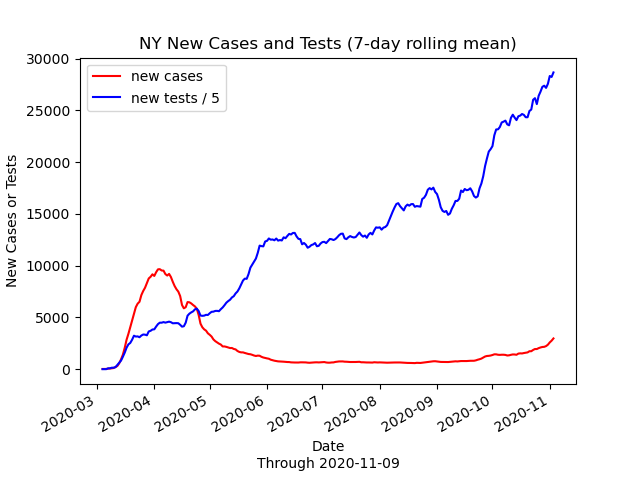 NY New Cases and Tests (7-day rolling mean)
new cases
new tests / 5
New Cases or Tests
30000
25000
20000
15000
10000
5000
0
2020-03
2020-04
2020-05
2020-06
2020-07
2020-08
2020-09
2020-10
2020-11
Date
Through 2020-11-09